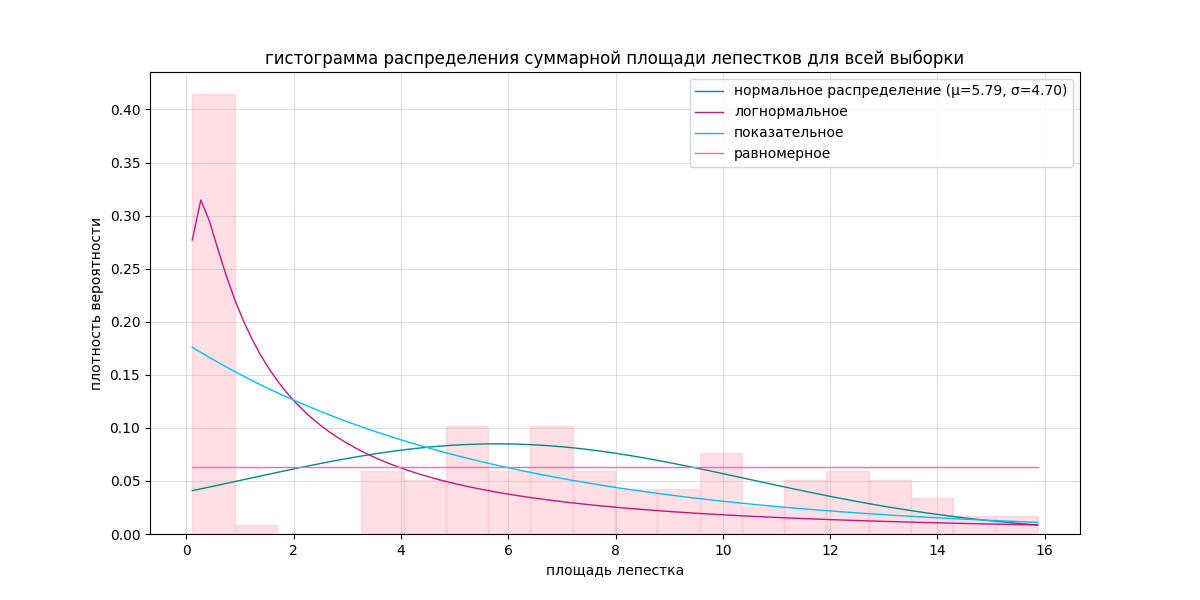 гистограмма распределения суммарной площади лепестков для всей выборки
нормальное распределение (μ=5.79, σ=4.70)
логнормальное
показательное
равномерное
0.40
0.35
0.30
0.25
0.20
0.15
0.10
0.05
0.00
плотность вероятности
0 2 4 6 8 10 12 14 16
площадь лепестка